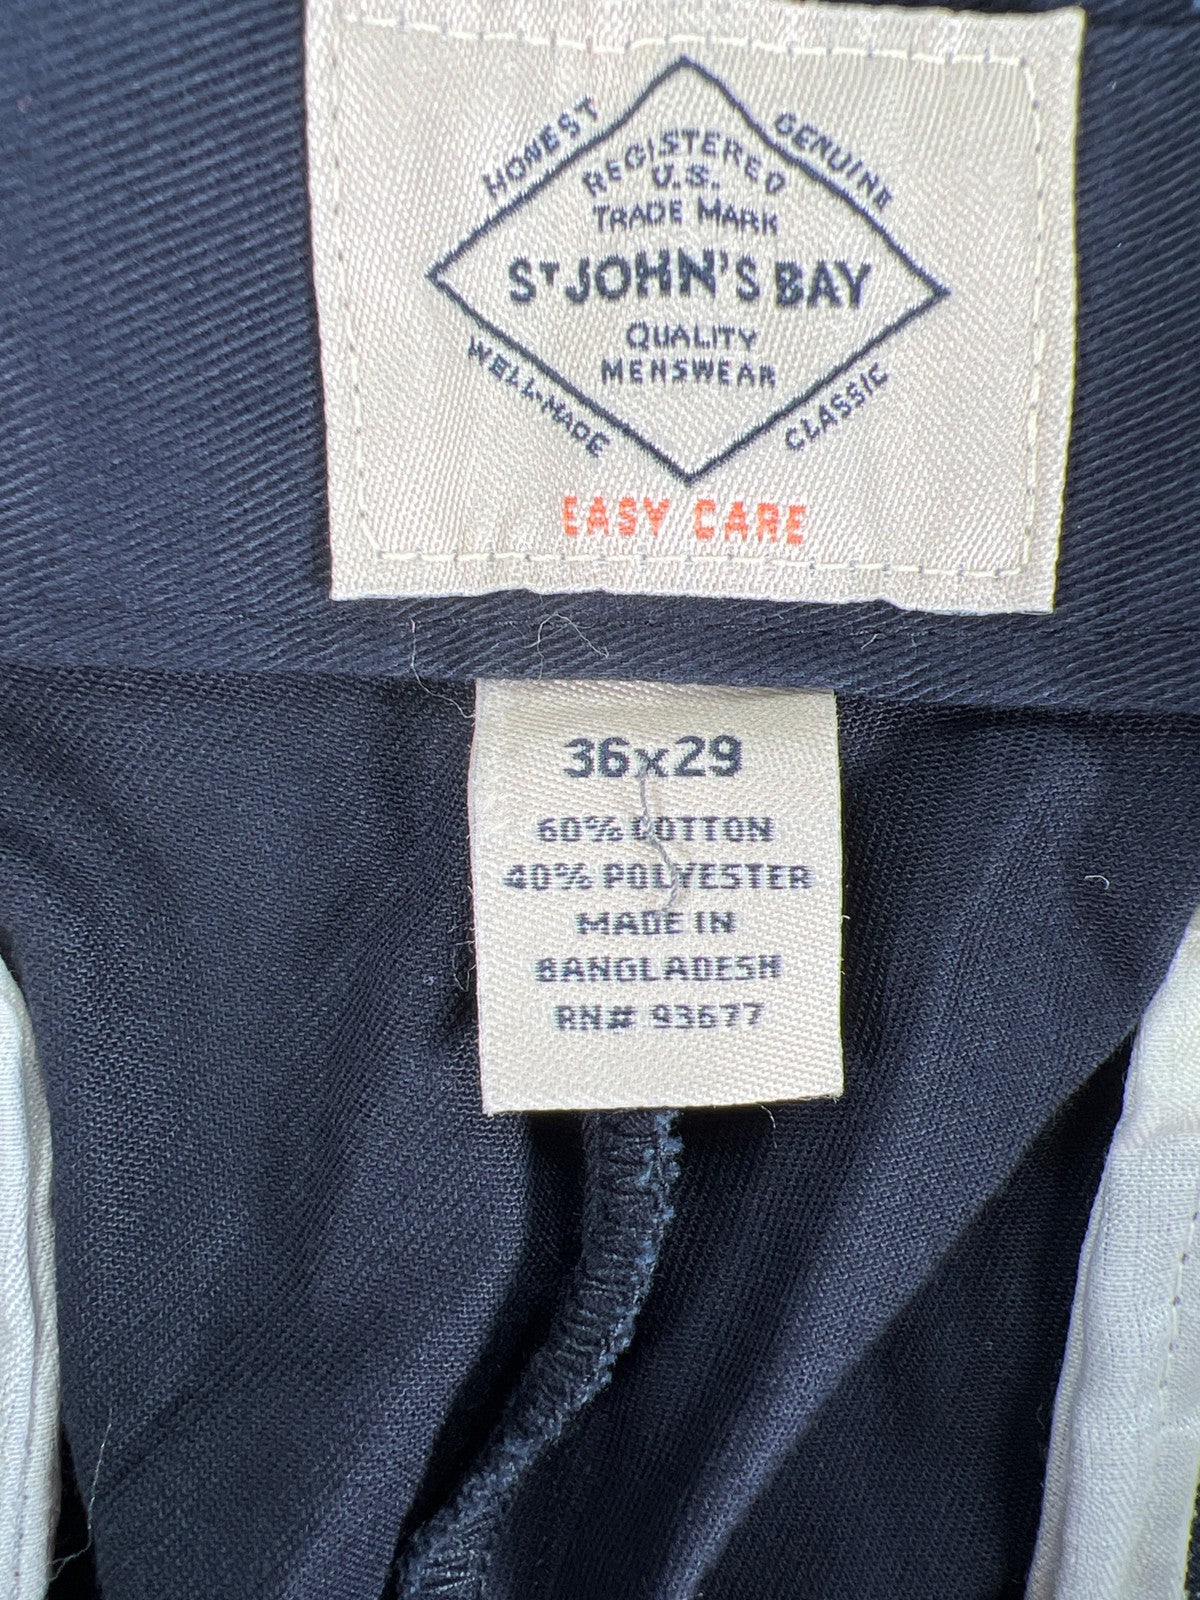 HONEST
GENUINE
REGISTERED
U.S.
TRADE MARK
ST JOHN'S BAY
QUALITY
MENSWEAR
WELL-MADE
CLASSIC
EASY CARE
36x29
60% COTTON
40% POLYESTER
MADE IN
BANGLADESH
RN# 93677